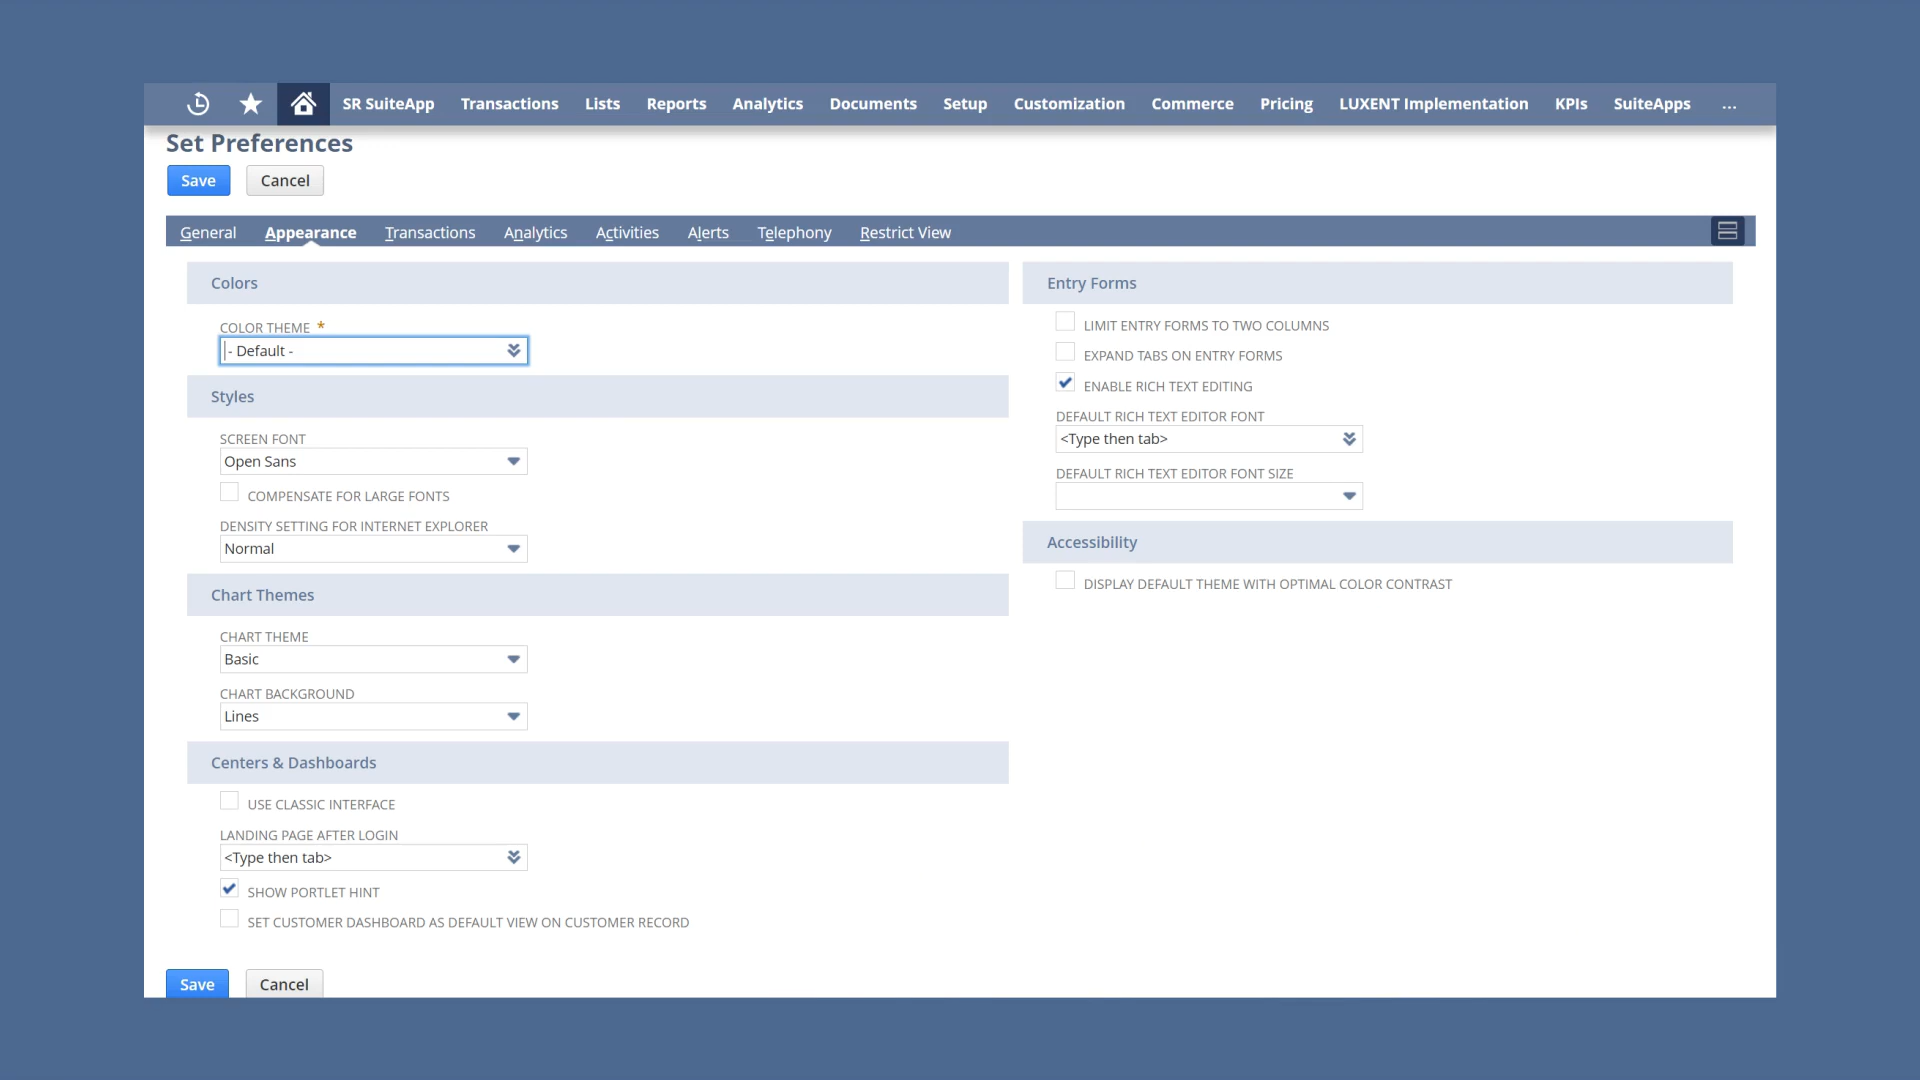 SR SuiteApp Transactions Lists Reports Analytics Documents Setup Customization Commerce Pricing LUXENT Implementation KPIs SuiteApps ...
Set Preferences
Save Cancel
General Appearance Transactions Analytics Activities Alerts Telephony Restrict View
Colors
COLOR THEME *
- Default -
Styles
SCREEN FONT
Open Sans
COMPENSATE FOR LARGE FONTS
DENSITY SETTING FOR INTERNET EXPLORER
Normal
Chart Themes
CHART THEME
Basic
CHART BACKGROUND
Lines
Centers & Dashboards
USE CLASSIC INTERFACE
LANDING PAGE AFTER LOGIN
<Type then tab>
SHOW PORTLET HINT
SET CUSTOMER DASHBOARD AS DEFAULT VIEW ON CUSTOMER RECORD
Entry Forms
LIMIT ENTRY FORMS TO TWO COLUMNS
EXPAND TABS ON ENTRY FORMS
ENABLE RICH TEXT EDITING
DEFAULT RICH TEXT EDITOR FONT
<Type then tab>
DEFAULT RICH TEXT EDITOR FONT SIZE
Accessibility
DISPLAY DEFAULT THEME WITH OPTIMAL COLOR CONTRAST
Save Cancel